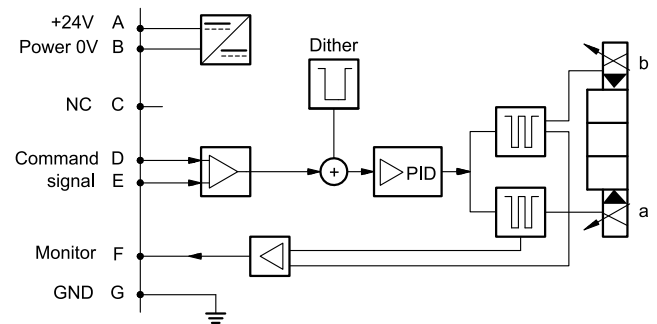 +24V A
Power 0V B
Dither
b
NC C
Command D
signal E
+
PID
a
Monitor F
GND G